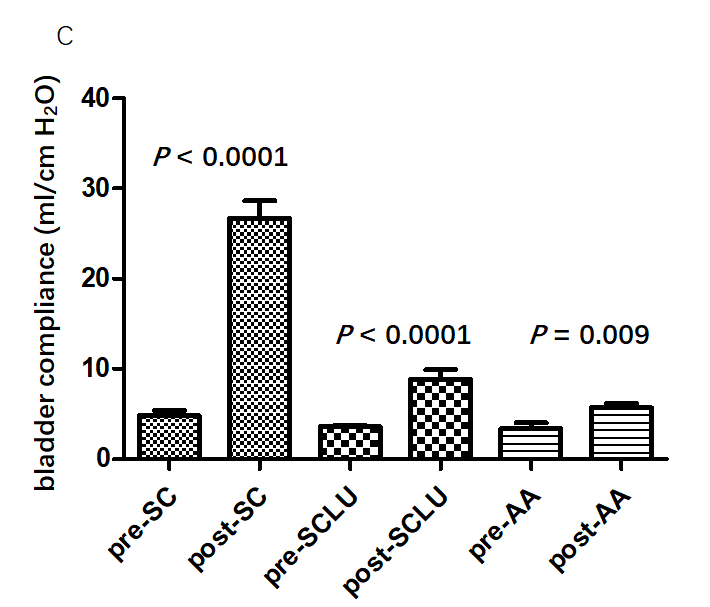 C
bladder compliance (ml/cm H₂O)
40
30
20
10
0
P < 0.0001
P < 0.0001
P = 0.009
pre-SC
post-SC
pre-SCLU
post-SCLU
pre-AA
post-AA